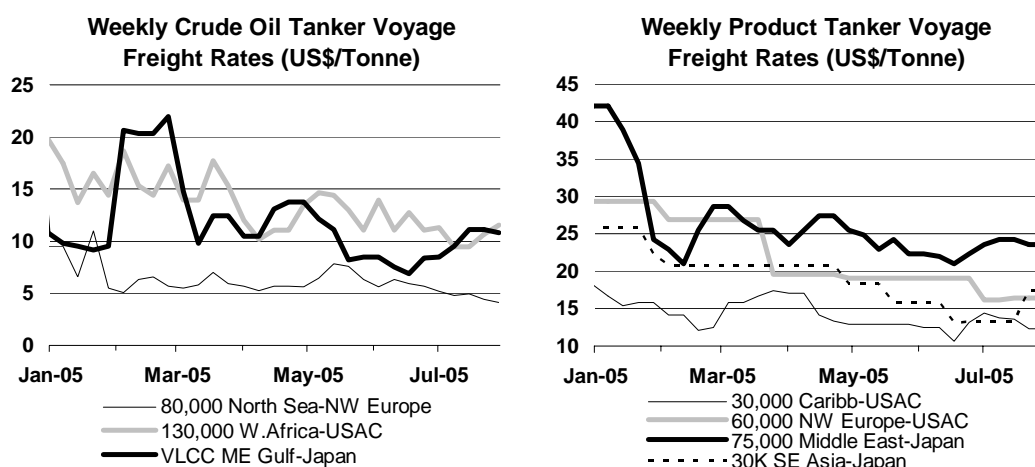 Weekly Crude Oil Tanker Voyage
Freight Rates (US$/Tonne)
25
20
15
10
5
0
Jan-05 Mar-05 May-05 Jul-05
80,000 North Sea-NW Europe
130,000 W.Africa-USAC
VLCC ME Gulf-Japan
Weekly Product Tanker Voyage
Freight Rates (US$/Tonne)
45
40
35
30
25
20
15
10
Jan-05 Mar-05 May-05 Jul-05
30,000 Caribb-USAC
60,000 NW Europe-USAC
75,000 Middle East-Japan
30K SE Asia-Japan